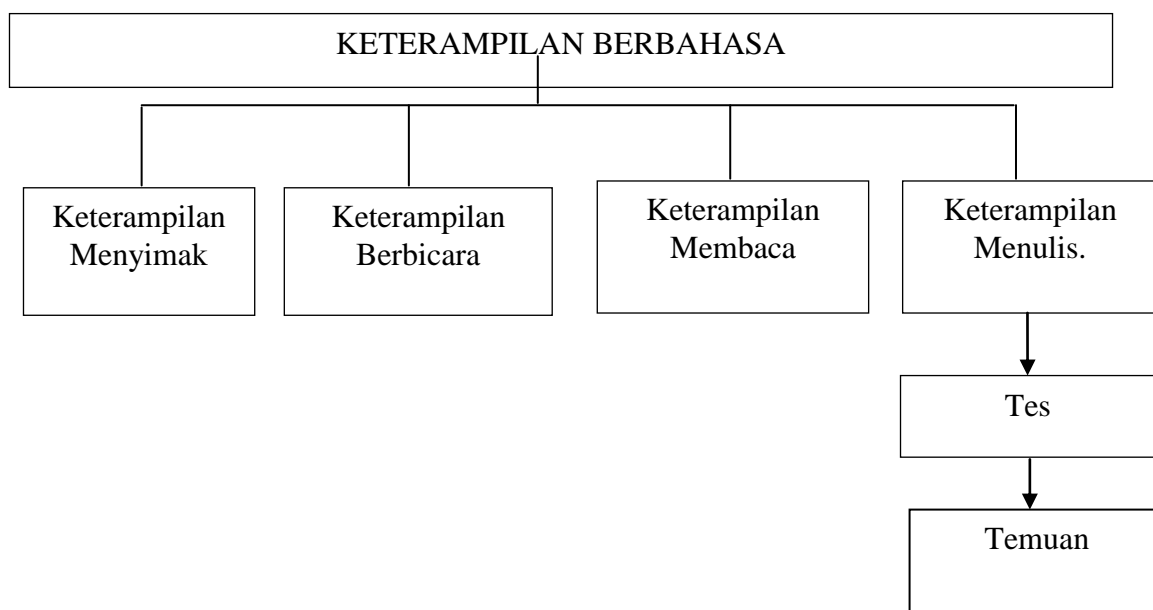 KETERAMPILAN BERBAHASA
Keterampilan
Menyimak
Keterampilan
Berbicara
Keterampilan
Membaca
Keterampilan
Menulis.
Tes
Temuan